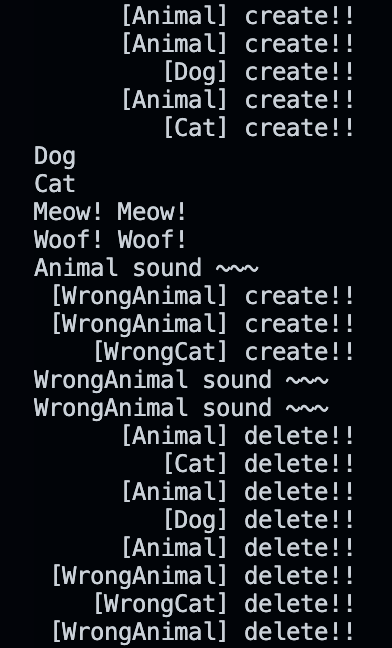 [Animal] create!!
[Animal] create!!
[Dog] create!!
[Animal] create!!
[Cat] create!!
Dog
Cat
Meow! Meow!
Woof! Woof!
Animal sound ~~~
[WrongAnimal] create!!
[WrongAnimal] create!!
[WrongCat] create!!
WrongAnimal sound ~~~
WrongAnimal sound ~~~
[Animal] delete!!
[Cat] delete!!
[Animal] delete!!
[Dog] delete!!
[Animal] delete!!
[WrongAnimal] delete!!
[WrongCat] delete!!
[WrongAnimal] delete!!